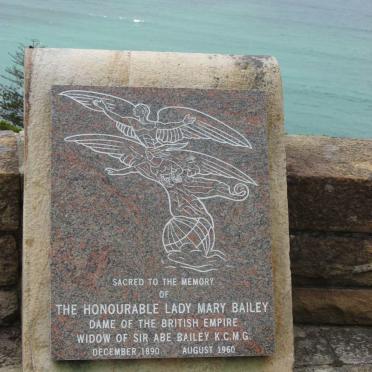 SACRED TO THE MEMORY
OF
THE HONOURABLE LADY MARY BAILEY
DAME OF THE BRITISH EMPIRE
WIDOW OF SIR ABE BAILEY K.C.M.G.
DECEMBER 1890 AUGUST 1960